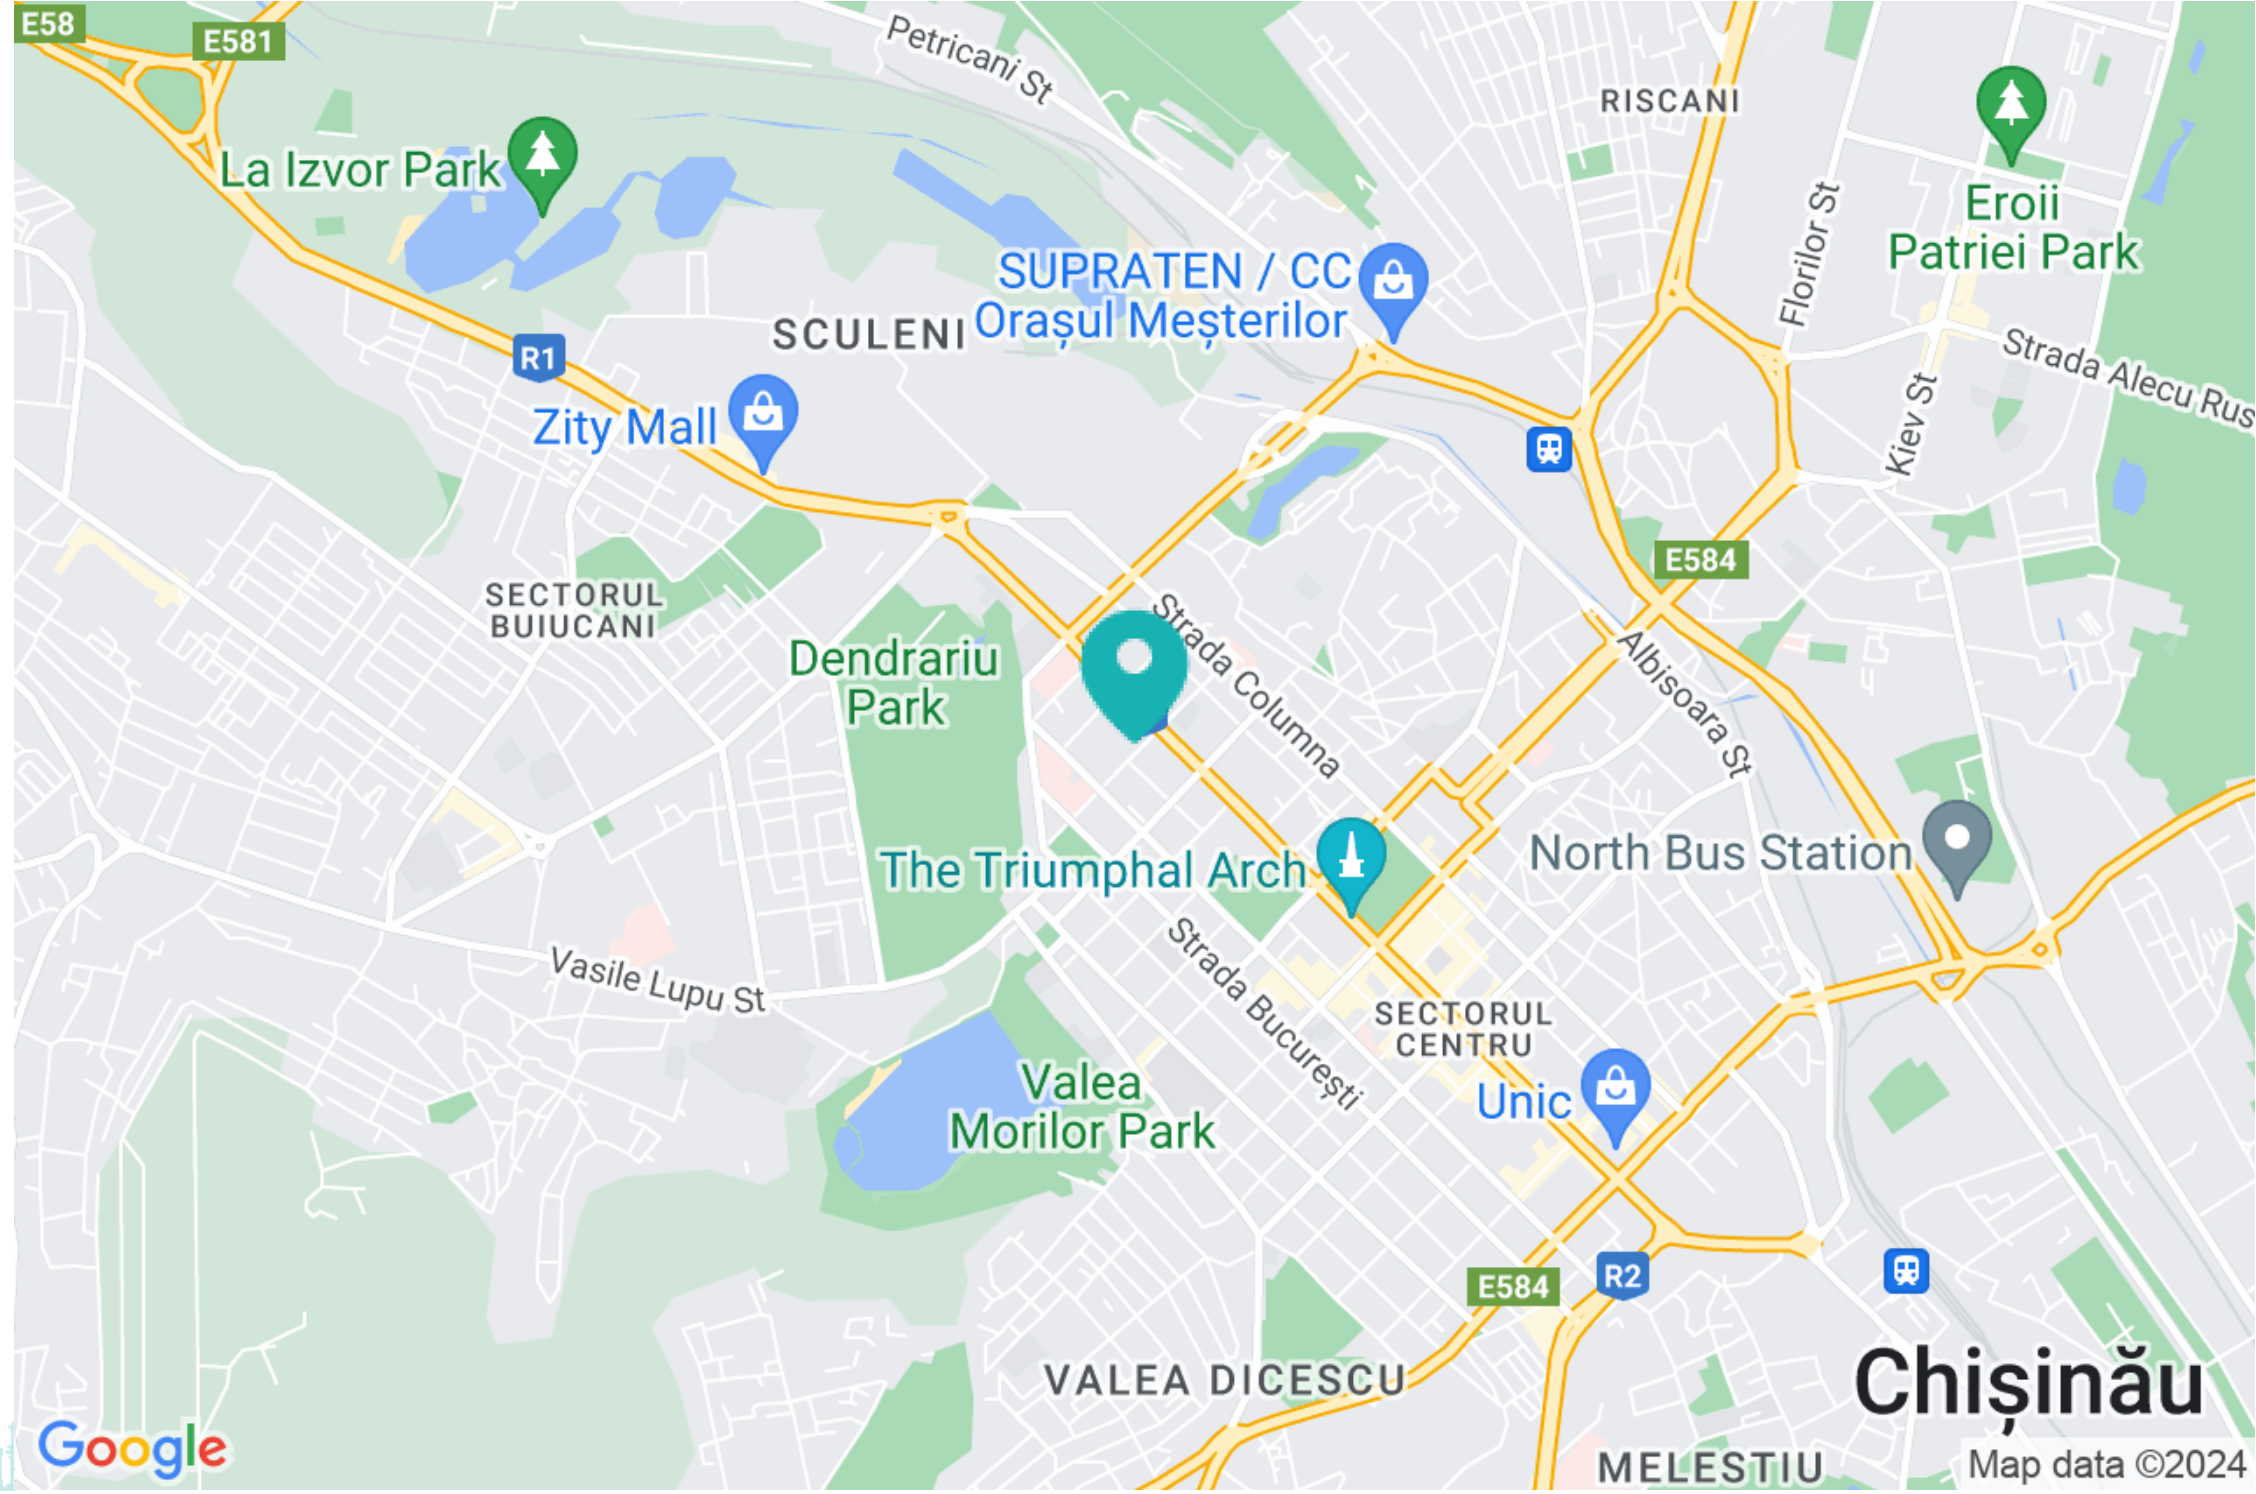 E58
E581
Petricani St
RISCANI
La Izvor Park
Florilor St
Eroii
Patriei Park
SUPRATEN / CC
Orașul Meșterilor
SCULENI
R1
Strada Alecu Rus
Zity Mall
Kiev St
E584
SECTORUL
BUIUCANI
Strada Columna
Dendrariu
Park
Albisoara St
The Triumphal Arch
North Bus Station
Vasile Lupu St
Strada București
SECTORUL
CENTRU
Valea
Morilor Park
Unic
E584
R2
VALEA DICESCU
Chișinău
Google
MELESTIU
Map data ©2024